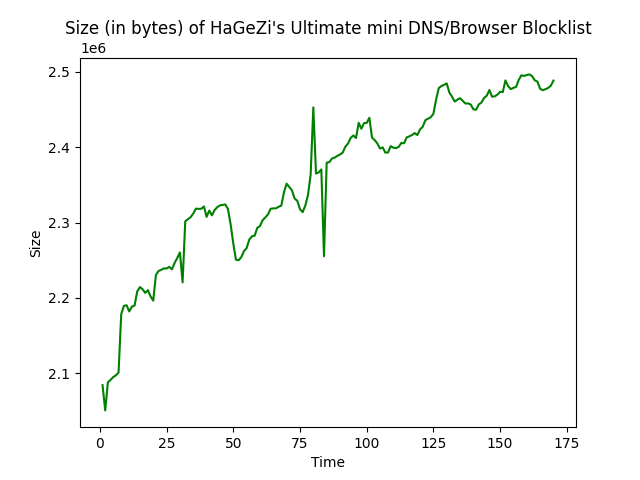 Size (in bytes) of HaGeZi's Ultimate mini DNS/Browser Blocklist
1e6
2.5
2.4
2.3
2.2
2.1
Size
0 25 50 75 100 125 150 175
Time